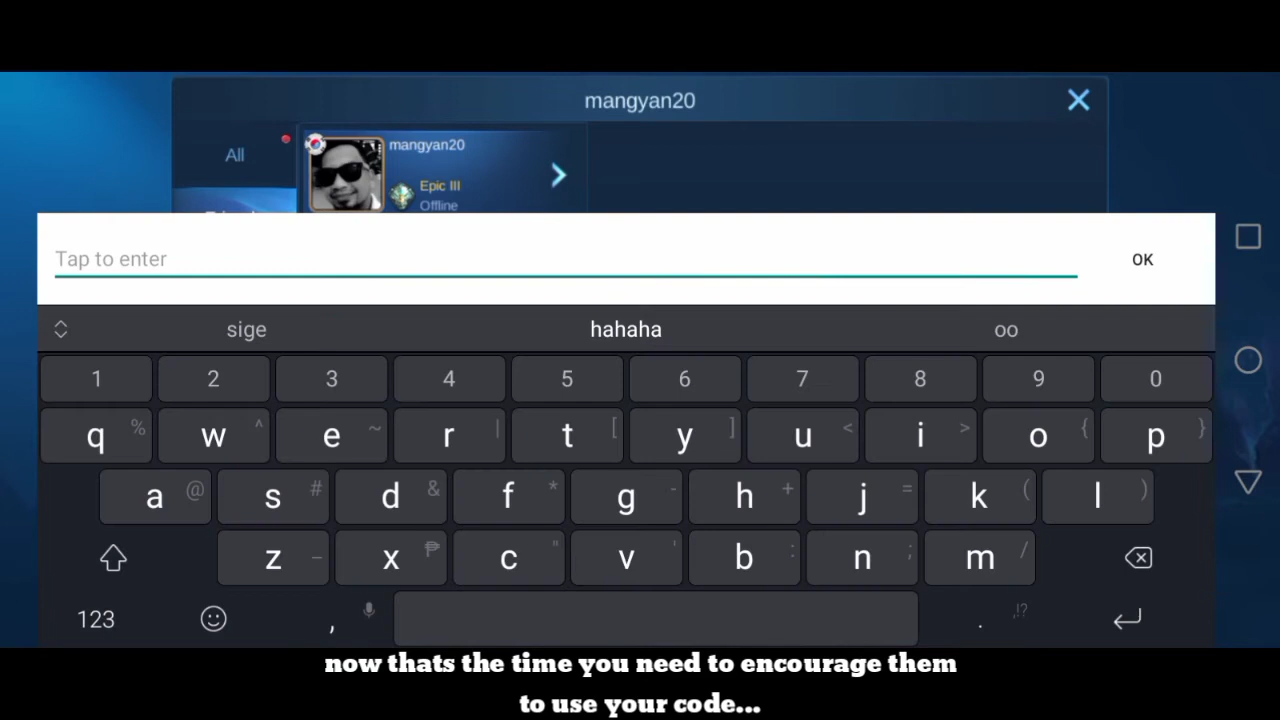 mangyan20
All
mangyan20
Epic III
Offline
Tap to enter
OK
sige hahaha oo
1 2 3 4 5 6 7 8 9 0
q % w ^ e ~ r | t [ y ] u < i > o { p }
a @ s # d & f * g - h + j = k ( l )
z _ x ₱ c " v ' b : n ; m /
123 , . ,!?
now thats the time you need to encourage them
to use your code...